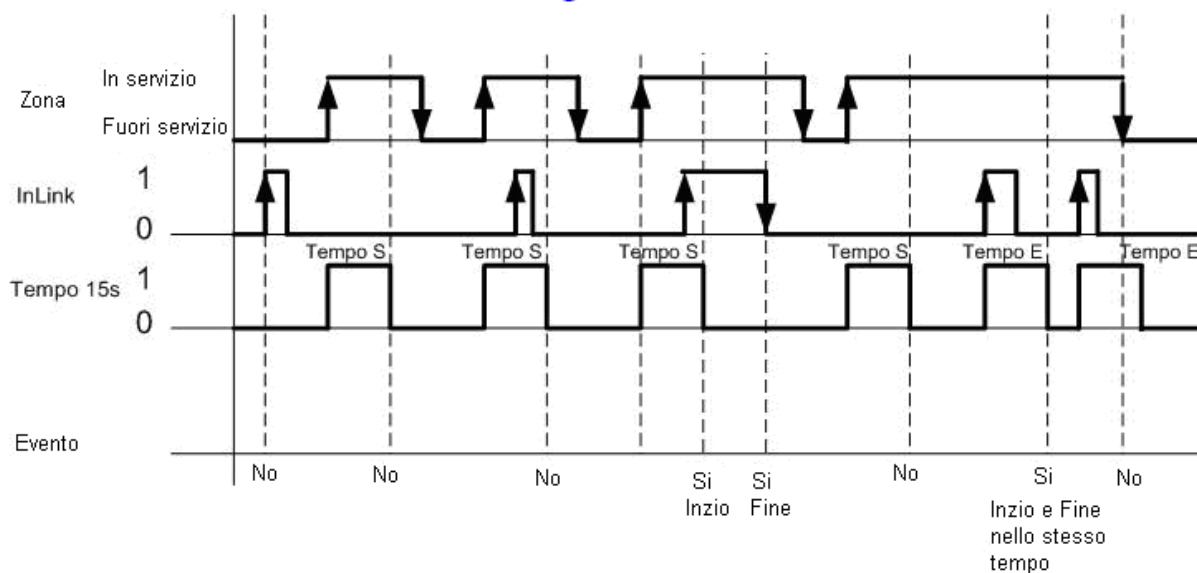 In servizio
Zona
Fuori servizio
InLink 1
0
Tempo S Tempo S Tempo S Tempo S Tempo E Tempo E
Tempo 15s 1
0
Evento
No No No Si Si No Si No
Inzio Fine Inzio e Fine
nello stesso
tempo